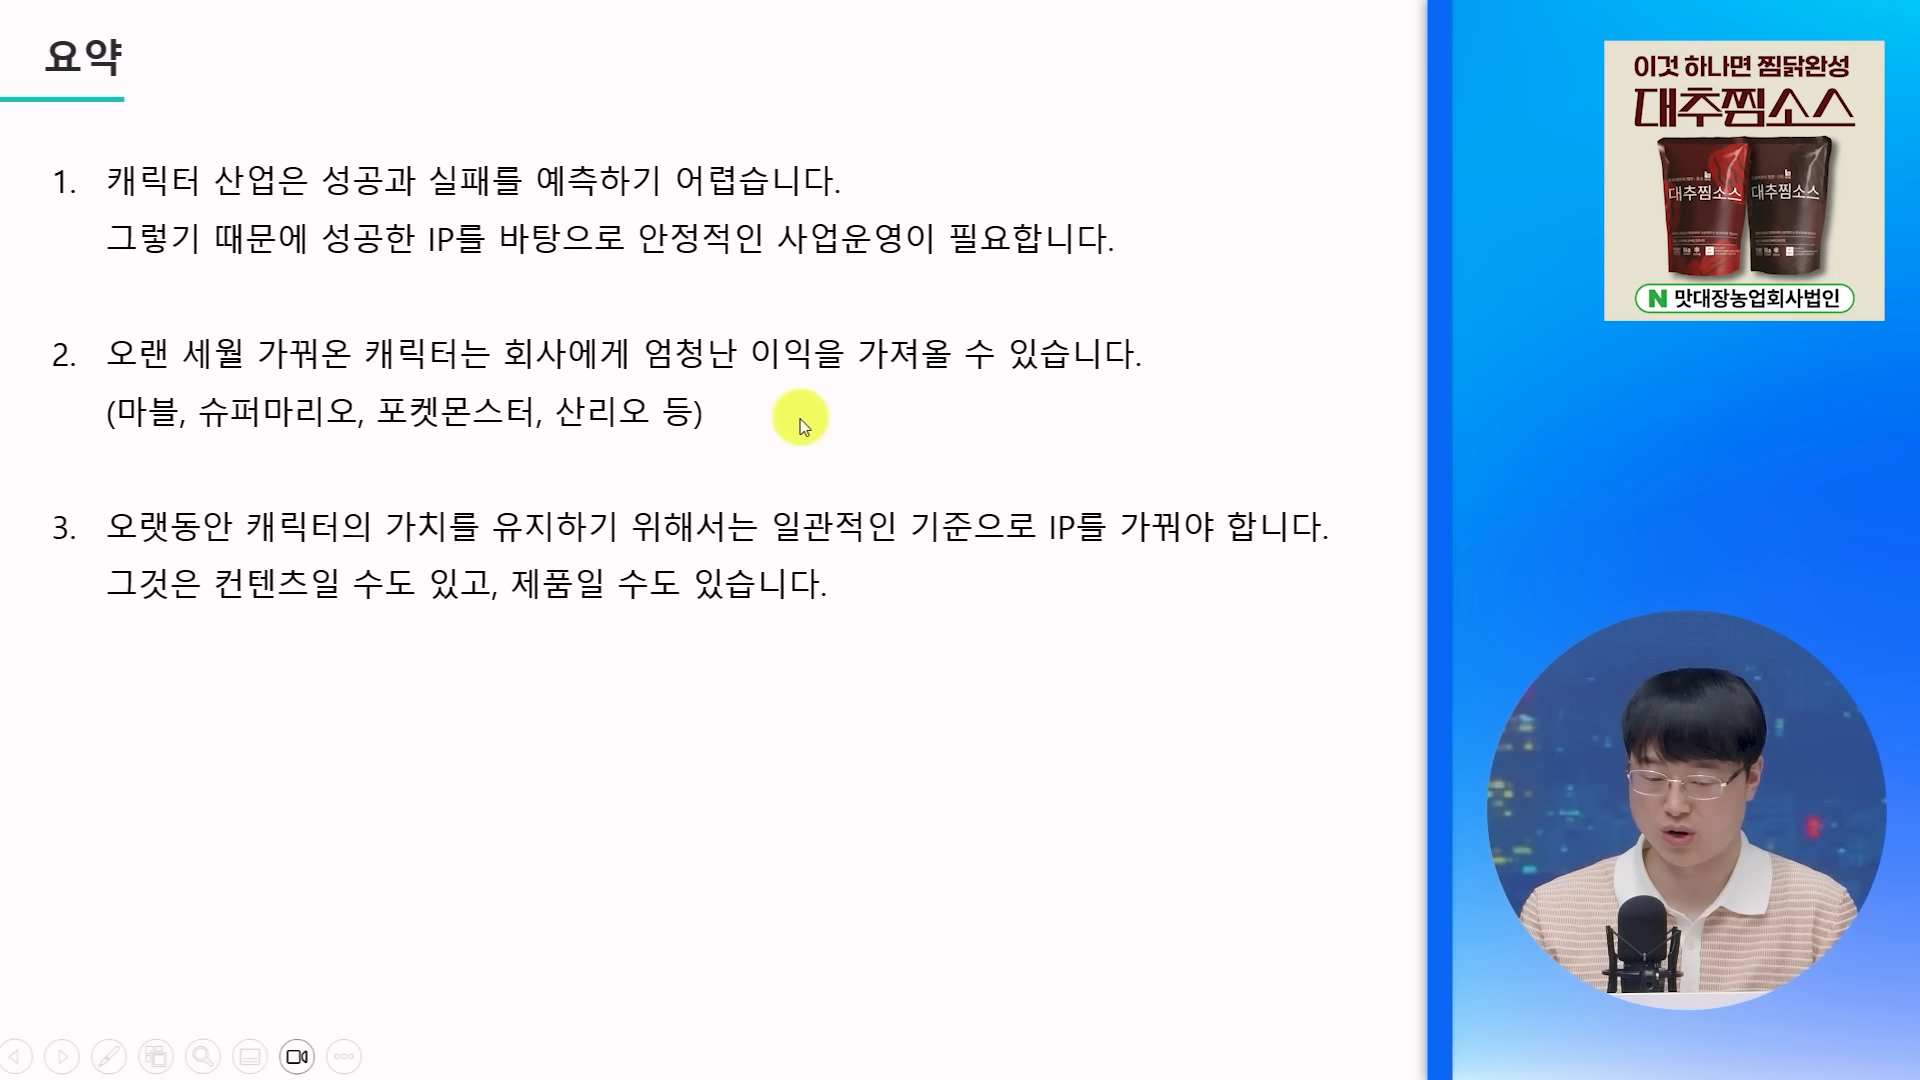 요약
1. 캐릭터 산업은 성공과 실패를 예측하기 어렵습니다.
그렇기 때문에 성공한 IP를 바탕으로 안정적인 사업운영이 필요합니다.
2. 오랜 세월 가꿔온 캐릭터는 회사에게 엄청난 이익을 가져올 수 있습니다.
(마블, 슈퍼마리오, 포켓몬스터, 산리오 등)
3. 오랫동안 캐릭터의 가치를 유지하기 위해서는 일관적인 기준으로 IP를 가꿔야 합니다.
그것은 컨텐츠일 수도 있고, 제품일 수도 있습니다.
이것 하나면 찜닭완성
대추찜소스
대추찜소스 대추찜소스
N 맛대장농업회사법인